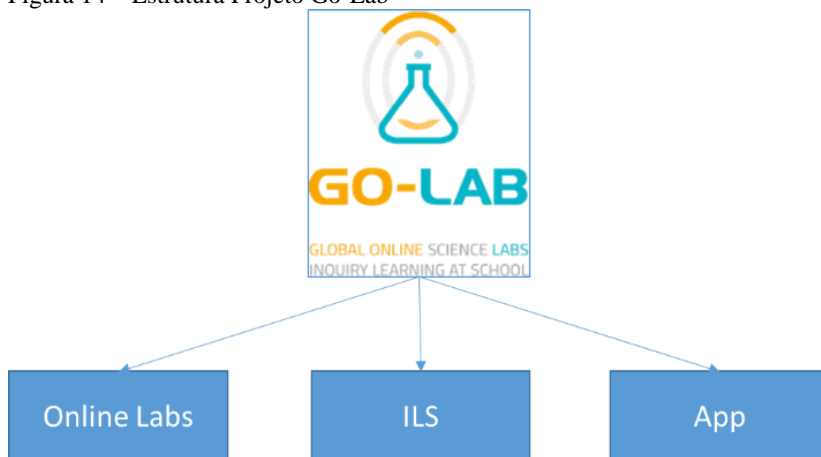 Figura 14 – Estrutura Projeto Go-Lab
GO-LAB
GLOBAL ONLINE SCIENCE LABS
INQUIRY LEARNING AT SCHOOL
Online Labs
ILS
App